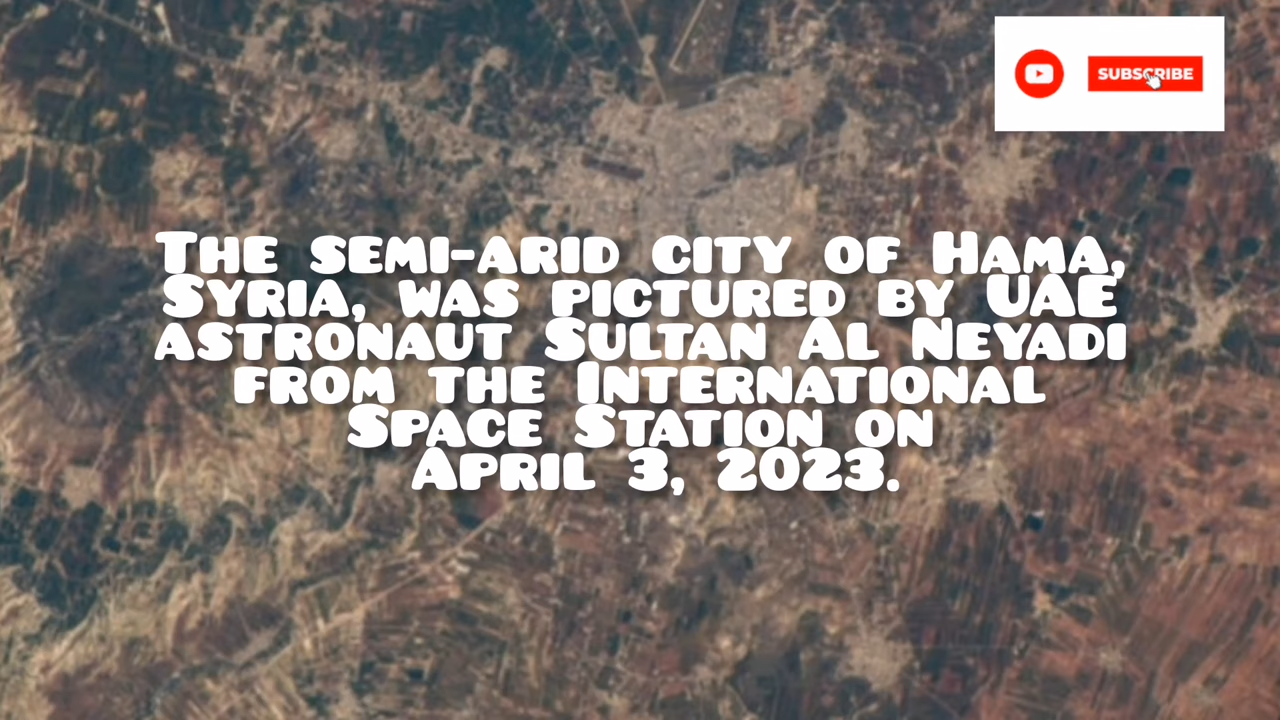 SUBSCRIBE
The semi-arid city of Hama,
Syria, was pictured by UAE
astronaut Sultan Al Neyadi
from the International
Space Station on
April 3, 2023.